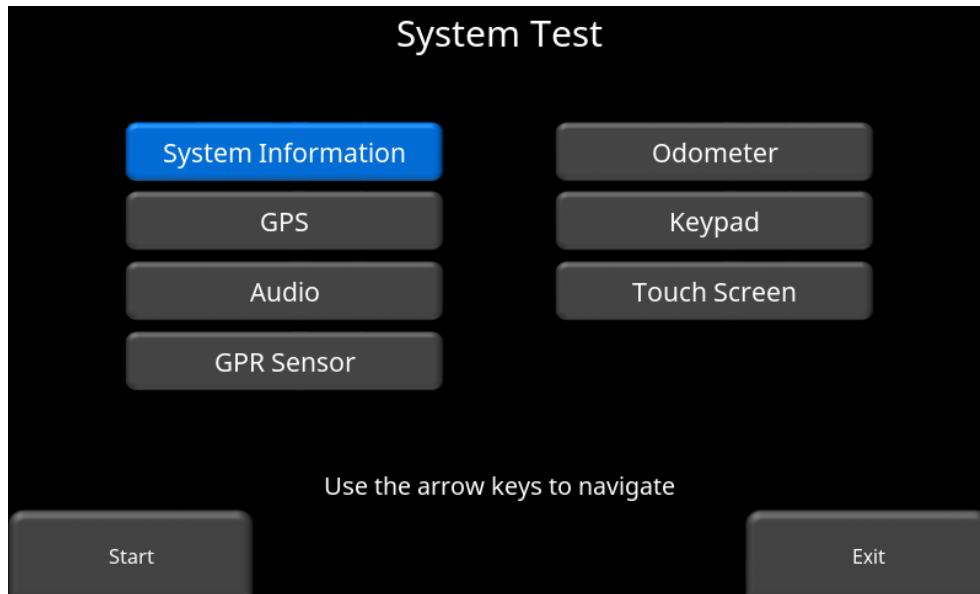 System Test
System Information
Odometer
GPS
Keypad
Audio
Touch Screen
GPR Sensor
Use the arrow keys to navigate
Start
Exit